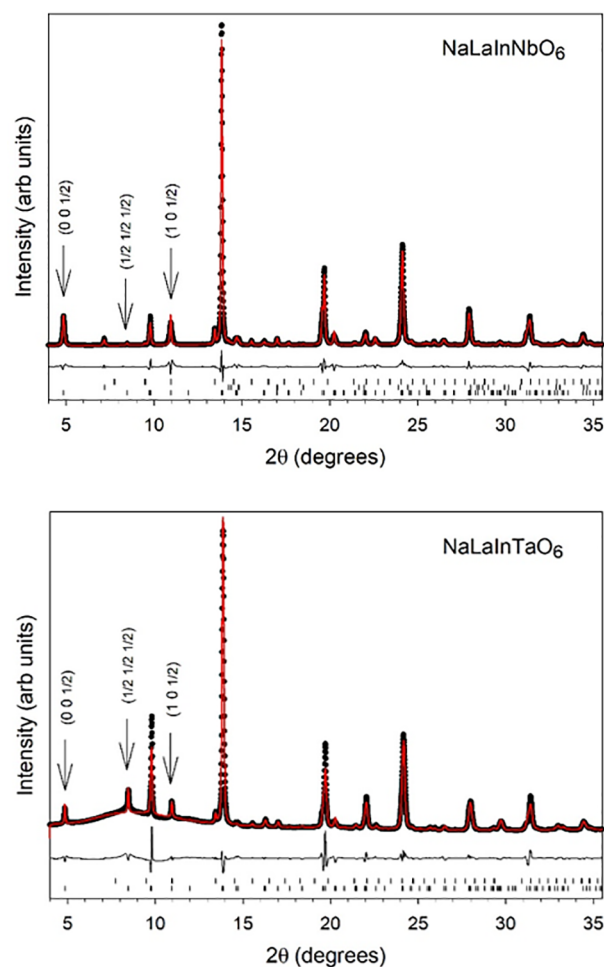 NaLaInNbO₆
Intensity (arb units)
(0 0 1/2)
(1/2 1/2 1/2)
(1 0 1/2)
5 10 15 20 25 30 35
2θ (degrees)
NaLaInTaO₆
Intensity (arb units)
(0 0 1/2)
(1/2 1/2 1/2)
(1 0 1/2)
5 10 15 20 25 30 35
2θ (degrees)